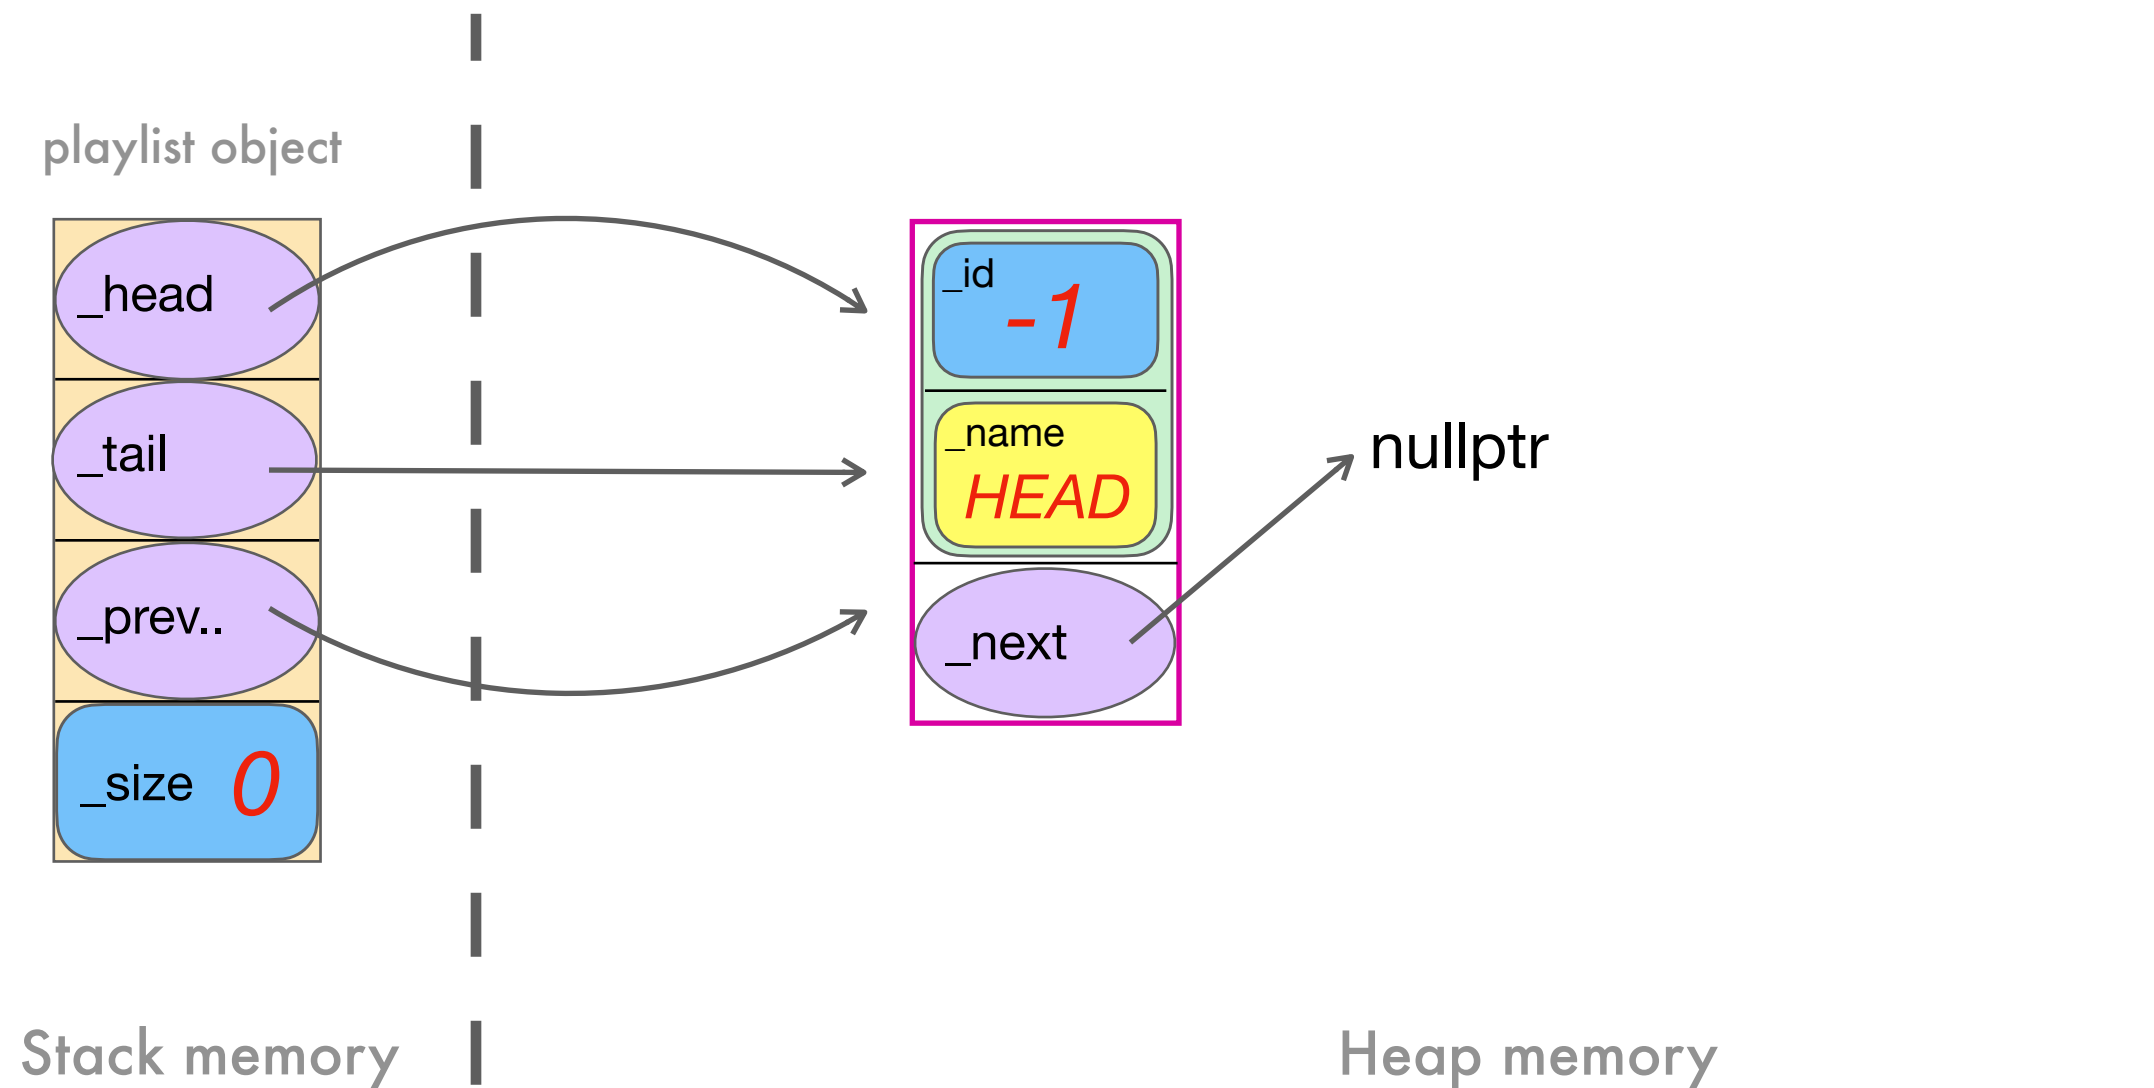 playlist object
_head
_tail
_prev..
_size 0
_id
-1
_name
HEAD
_next
nullptr
Stack memory
Heap memory